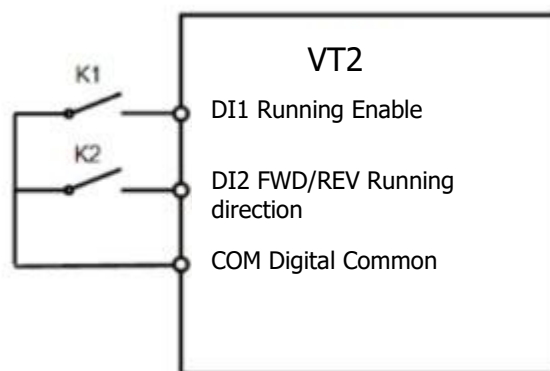 VT2
K1
DI1 Running Enable
K2
DI2 FWD/REV Running
direction
COM Digital Common